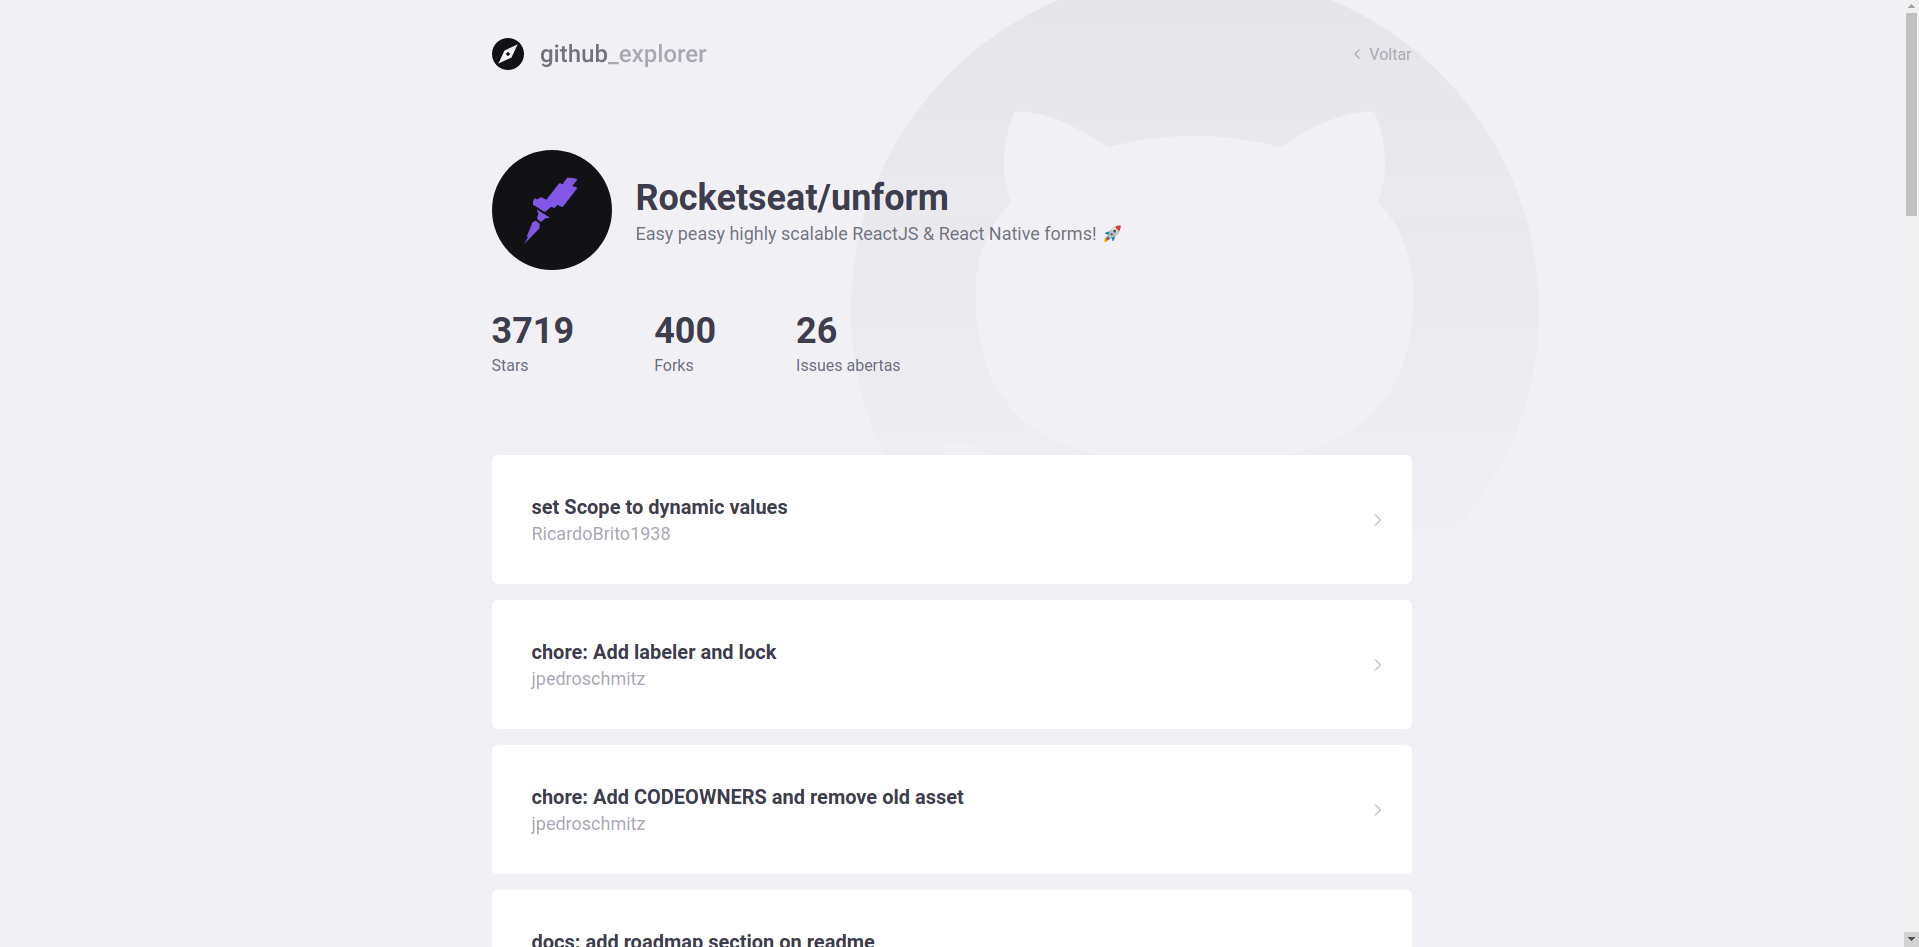 github_explorer
Voltar
Rocketseat/unform
Easy peasy highly scalable ReactJS & React Native forms! 🚀
3719 400 26
Stars Forks Issues abertas
set Scope to dynamic values
RicardoBrito1938
chore: Add labeler and lock
jpedroschmitz
chore: Add CODEOWNERS and remove old asset
jpedroschmitz
docs: add roadmap section on readme